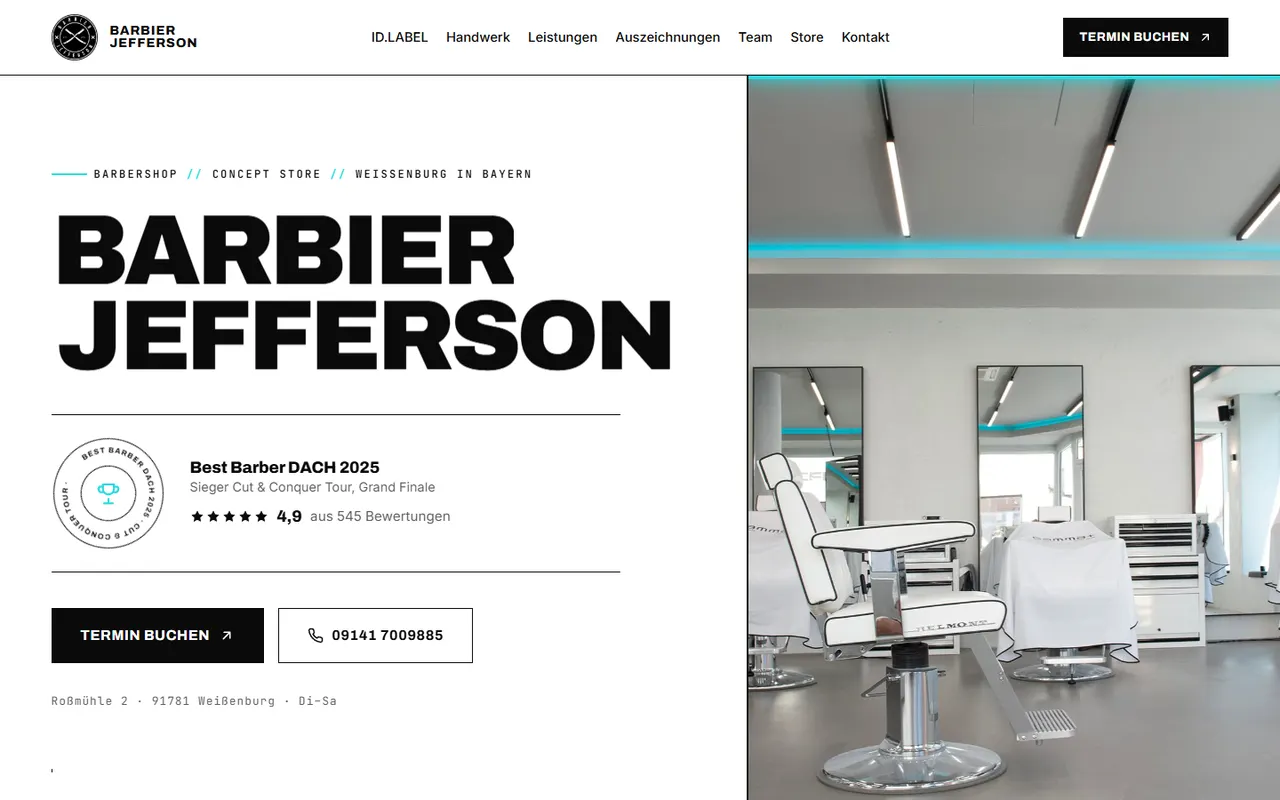 BARBIER
JEFFERSON
BARBIER
JEFFERSON
ID.LABEL Handwerk Leistungen Auszeichnungen Team Store Kontakt
TERMIN BUCHEN
BARBERSHOP // CONCEPT STORE // WEISSENBURG IN BAYERN
BARBIER
JEFFERSON
BEST BARBER DACH 2025 · CUT & CONQUER TOUR ·
Best Barber DACH 2025
Sieger Cut & Conquer Tour, Grand Finale
4,9 aus 545 Bewertungen
TERMIN BUCHEN
09141 7009885
Roßmühle 2 · 91781 Weißenburg · Di–Sa
BELMONT